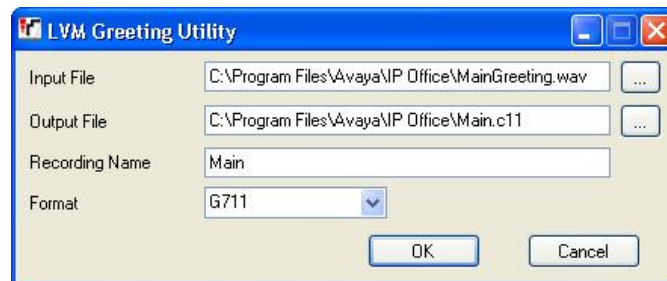 LVM Greeting Utility
Input File C:\Program Files\Avaya\IP Office\MainGreeting.wav ...
Output File C:\Program Files\Avaya\IP Office\Main.c11 ...
Recording Name Main
Format G711
OK Cancel